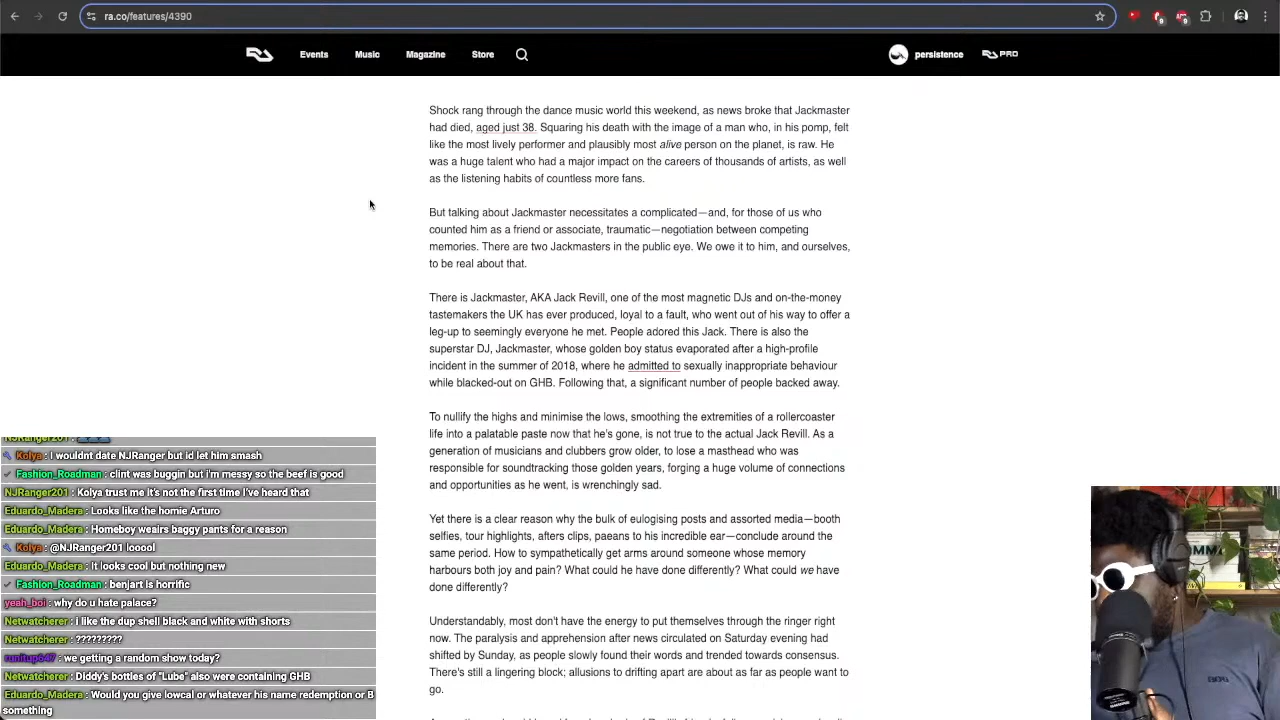 ra.co/features/4390
Events Music Magazine Store persistence PRO
Shock rang through the dance music world this weekend, as news broke that Jackmaster
had died, aged just 38. Squaring his death with the image of a man who, in his pomp, felt
like the most lively performer and plausibly most alive person on the planet, is raw. He
was a huge talent who had a major impact on the careers of thousands of artists, as well
as the listening habits of countless more fans.
But talking about Jackmaster necessitates a complicated—and, for those of us who
counted him as a friend or associate, traumatic—negotiation between competing
memories. There are two Jackmasters in the public eye. We owe it to him, and ourselves,
to be real about that.
There is Jackmaster, AKA Jack Revill, one of the most magnetic DJs and on-the-money
tastemakers the UK has ever produced, loyal to a fault, who went out of his way to offer a
leg-up to seemingly everyone he met. People adored this Jack. There is also the
superstar DJ, Jackmaster, whose golden boy status evaporated after a high-profile
incident in the summer of 2018, where he admitted to sexually inappropriate behaviour
while blacked-out on GHB. Following that, a significant number of people backed away.
To nullify the highs and minimise the lows, smoothing the extremities of a rollercoaster
life into a palatable paste now that he's gone, is not true to the actual Jack Revill. As a
generation of musicians and clubbers grow older, to lose a masthead who was
responsible for soundtracking those golden years, forging a huge volume of connections
and opportunities as he went, is wrenchingly sad.
Yet there is a clear reason why the bulk of eulogising posts and assorted media—booth
selfies, tour highlights, afters clips, paeans to his incredible ear—conclude around the
same period. How to sympathetically get arms around someone whose memory
harbours both joy and pain? What could he have done differently? What could we have
done differently?
Understandably, most don't have the energy to put themselves through the ringer right
now. The paralysis and apprehension after news circulated on Saturday evening had
shifted by Sunday, as people slowly found their words and trended towards consensus.
There's still a lingering block; allusions to drifting apart are about as far as people want to
go.
NJRanger201 :
Kolya : I wouldnt date NJRanger but id let him smash
Fashion_Roadman : clint was buggin but i'm messy so the beef is good
NJRanger201 : Kolya trust me it's not the first time I've heard that
Eduardo_Madera : Looks like the homie Arturo
Eduardo_Madera : Homeboy wears baggy pants for a reason
Kolya : @NJRanger201 looool
Eduardo_Madera : It looks cool but nothing new
Fashion_Roadman : benjart is horrific
yeah_boi : why do u hate palace?
Netwatcherer : i like the dup shell black and white with shorts
Netwatcherer : ?????????
runitup647 : we getting a random show today?
Netwatcherer : Diddy's bottles of "Lube" also were containing GHB
Eduardo_Madera : Would you give lowcal or whatever his name redemption or B
something